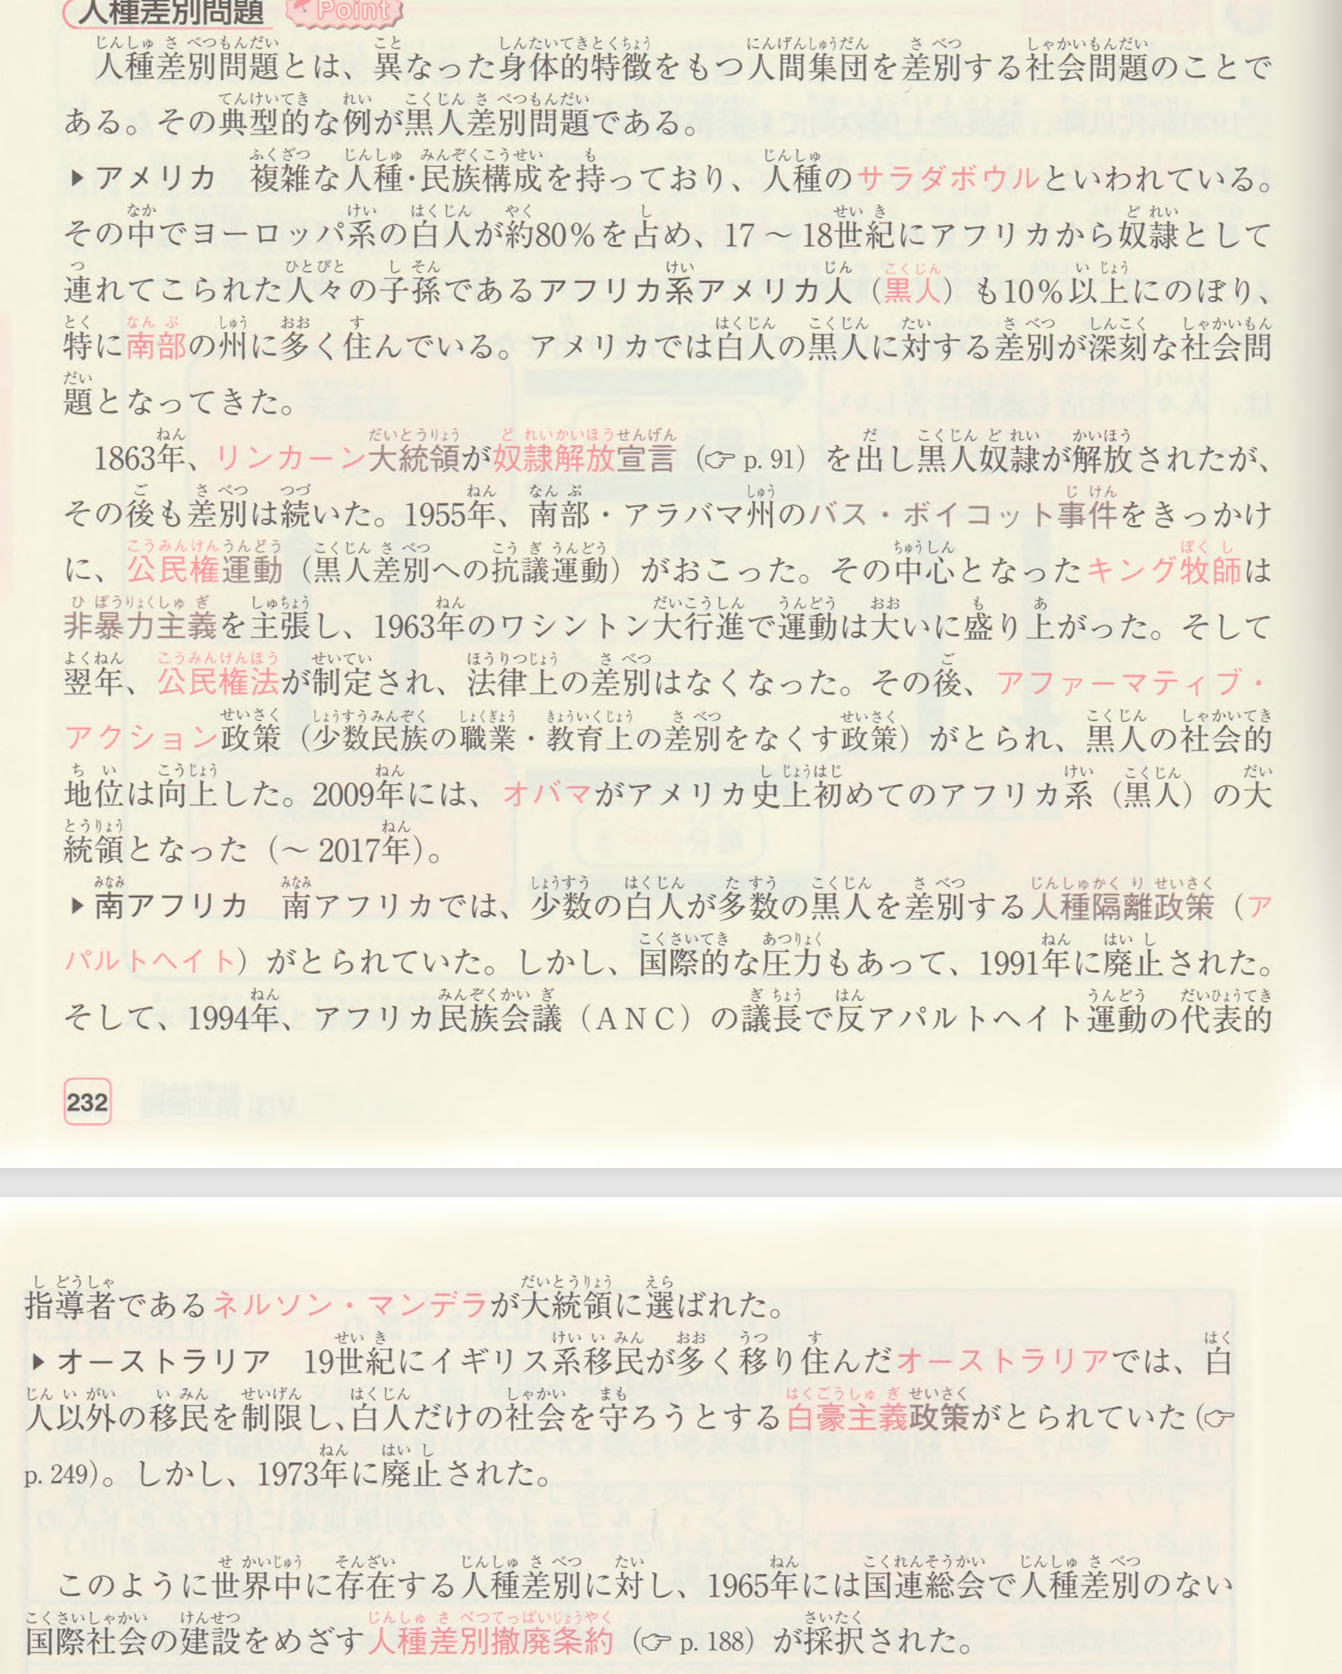 人種差別問題 Point
人種差別問題とは、異なった身体的特徴をもつ人間集団を差別する社会問題のことで
ある。その典型的な例が黒人差別問題である。
▶アメリカ 複雑な人種・民族構成を持っており、人種のサラダボウルといわれている。
その中でヨーロッパ系の白人が約80%を占め、17～18世紀にアフリカから奴隷として
連れてこられた人々の子孫であるアフリカ系アメリカ人（黒人）も10%以上にのぼり、
特に南部の州に多く住んでいる。アメリカでは白人の黒人に対する差別が深刻な社会問
題となってきた。
1863年、リンカーン大統領が奴隷解放宣言（☞ p. 91）を出し黒人奴隷が解放されたが、
その後も差別は続いた。1955年、南部・アラバマ州のバス・ボイコット事件をきっかけ
に、公民権運動（黒人差別への抗議運動）がおこった。その中心となったキング牧師は
非暴力主義を主張し、1963年のワシントン大行進で運動は大いに盛り上がった。そして
翌年、公民権法が制定され、法律上の差別はなくなった。その後、アファーマティブ・
アクション政策（少数民族の職業・教育上の差別をなくす政策）がとられ、黒人の社会的
地位は向上した。2009年には、オバマがアメリカ史上初めてのアフリカ系（黒人）の大
統領となった（～2017年）。
▶南アフリカ 南アフリカでは、少数の白人が多数の黒人を差別する人種隔離政策（ア
パルトヘイト）がとられていた。しかし、国際的な圧力もあって、1991年に廃止された。
そして、1994年、アフリカ民族会議（ＡＮＣ）の議長で反アパルトヘイト運動の代表的
232
指導者であるネルソン・マンデラが大統領に選ばれた。
▶オーストラリア 19世紀にイギリス系移民が多く移り住んだオーストラリアでは、白
人以外の移民を制限し、白人だけの社会を守ろうとする白豪主義政策がとられていた（☞
p. 249）。しかし、1973年に廃止された。
このように世界中に存在する人種差別に対し、1965年には国連総会で人種差別のない
国際社会の建設をめざす人種差別撤廃条約（☞ p. 188）が採択された。